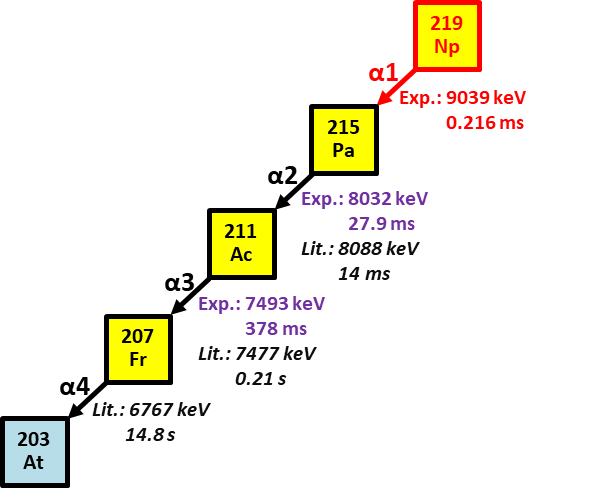 219
Np
α1
Exp.: 9039 keV
0.216 ms
215
Pa
α2
Exp.: 8032 keV
27.9 ms
Lit.: 8088 keV
14 ms
211
Ac
α3
Exp.: 7493 keV
378 ms
Lit.: 7477 keV
0.21 s
207
Fr
α4
Lit.: 6767 keV
14.8 s
203
At